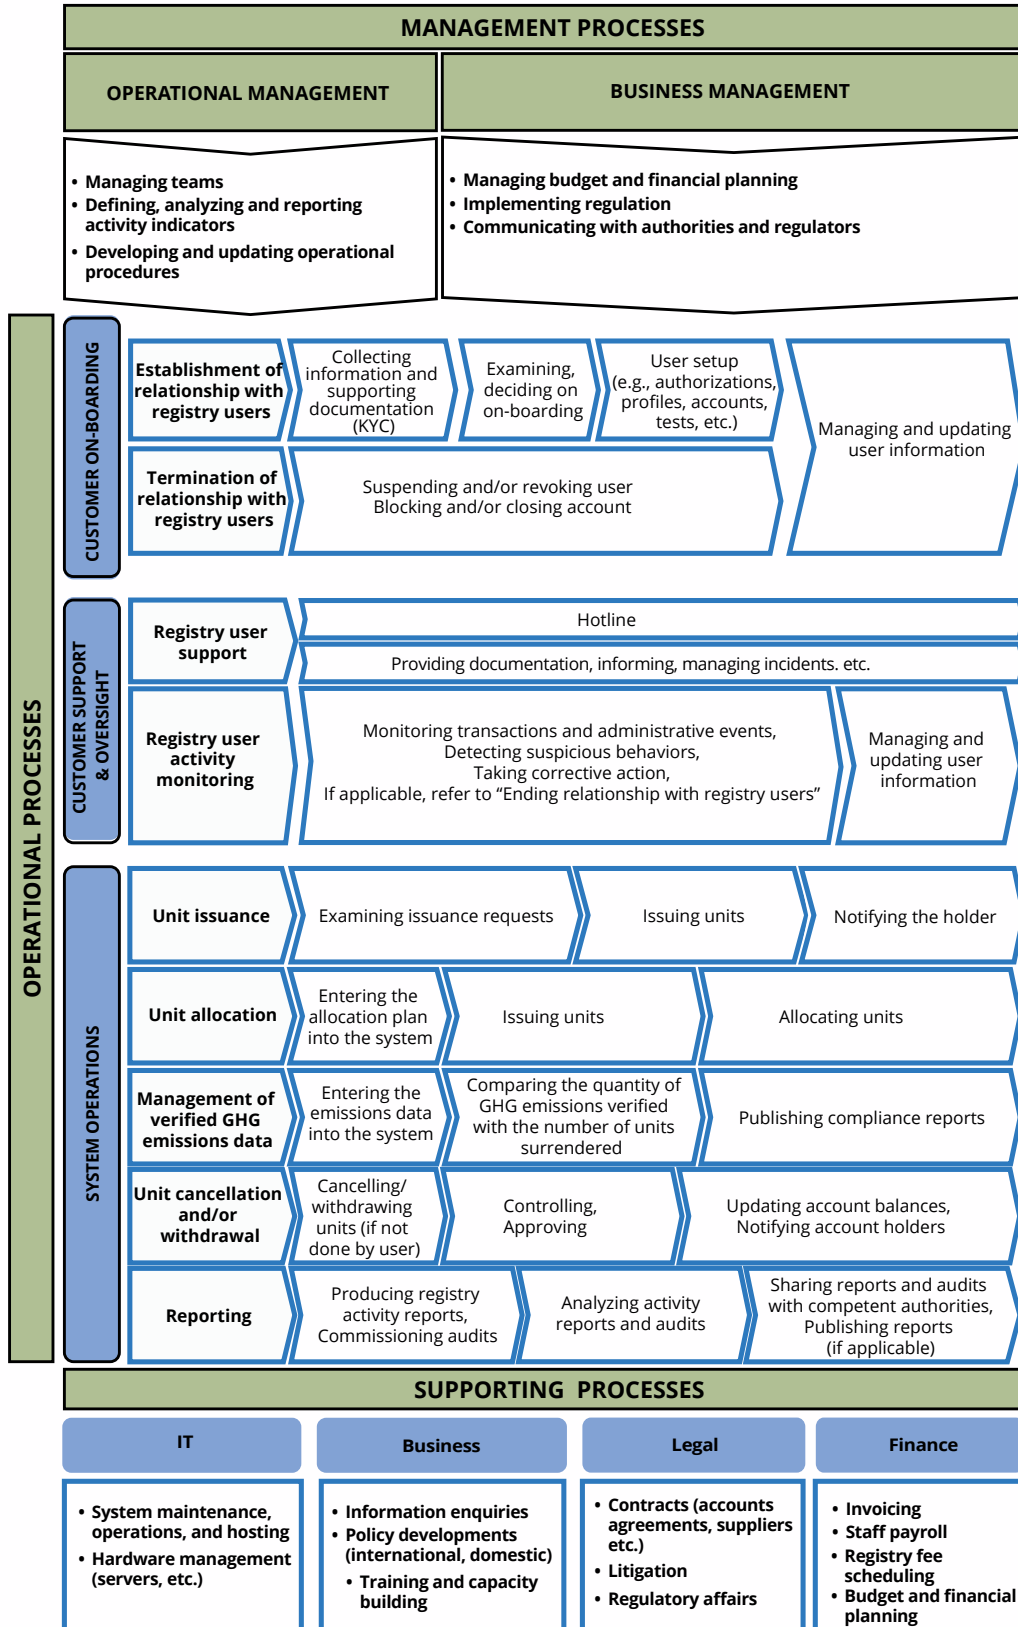 MANAGEMENT PROCESSES
OPERATIONAL MANAGEMENT
BUSINESS MANAGEMENT
• Managing teams
• Defining, analyzing and reporting
activity indicators
• Developing and updating operational
procedures
• Managing budget and financial planning
• Implementing regulation
• Communicating with authorities and regulators
OPERATIONAL PROCESSES
CUSTOMER ON-BOARDING
Establishment of
relationship with
registry users
Collecting
information and
supporting
documentation
(KYC)
Examining,
deciding on
on-boarding
User setup
(e.g., authorizations,
profiles, accounts,
tests, etc.)
Managing and updating
user information
Termination of
relationship with
registry users
Suspending and/or revoking user
Blocking and/or closing account
CUSTOMER SUPPORT
& OVERSIGHT
Registry user
support
Hotline
Providing documentation, informing, managing incidents. etc.
Registry user
activity
monitoring
Monitoring transactions and administrative events,
Detecting suspicious behaviors,
Taking corrective action,
If applicable, refer to “Ending relationship with registry users”
Managing and
updating user
information
SYSTEM OPERATIONS
Unit issuance
Examining issuance requests
Issuing units
Notifying the holder
Unit allocation
Entering the
allocation plan
into the system
Issuing units
Allocating units
Management of
verified GHG
emissions data
Entering the
emissions data
into the system
Comparing the quantity of
GHG emissions verified
with the number of units
surrendered
Publishing compliance reports
Unit cancellation
and/or
withdrawal
Cancelling/
withdrawing
units (if not
done by user)
Controlling,
Approving
Updating account balances,
Notifying account holders
Reporting
Producing registry
activity reports,
Commissioning audits
Analyzing activity
reports and audits
Sharing reports and audits
with competent authorities,
Publishing reports
(if applicable)
SUPPORTING PROCESSES
IT
• System maintenance,
operations, and hosting
• Hardware management
(servers, etc.)
Business
• Information enquiries
• Policy developments
(international, domestic)
• Training and capacity
building
Legal
• Contracts (accounts
agreements, suppliers
etc.)
• Litigation
• Regulatory affairs
Finance
• Invoicing
• Staff payroll
• Registry fee
scheduling
• Budget and financial
planning